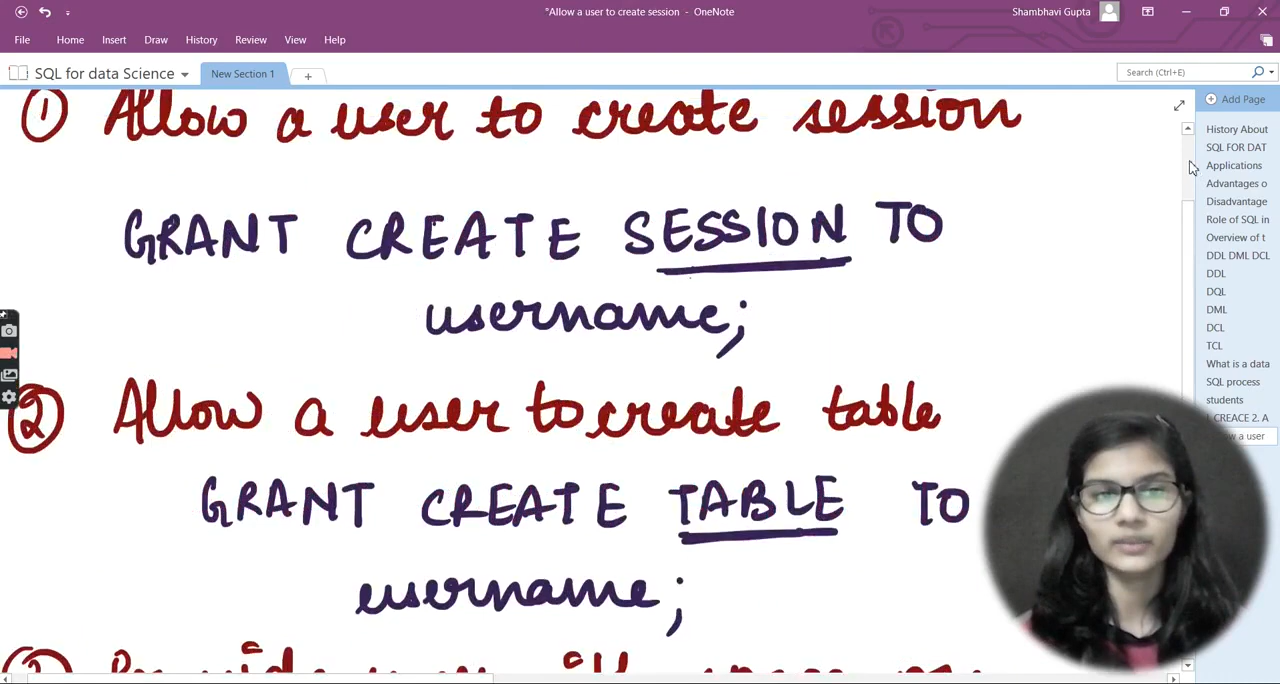 *Allow a user to create session - OneNote
Shambhavi Gupta
File Home Insert Draw History Review View Help
SQL for data Science
New Section 1
+
Search (Ctrl+E)
① Allow a user to create session
GRANT CREATE SESSION TO
username;
② Allow a user to create table
GRANT CREATE TABLE TO
username;
Add Page
History About
SQL FOR DAT
Applications
Advantages o
Disadvantage
Role of SQL in
Overview of t
DDL DML DCL
DDL
DQL
DML
DCL
TCL
What is a data
SQL process
students
CREACE 2. A
w a user